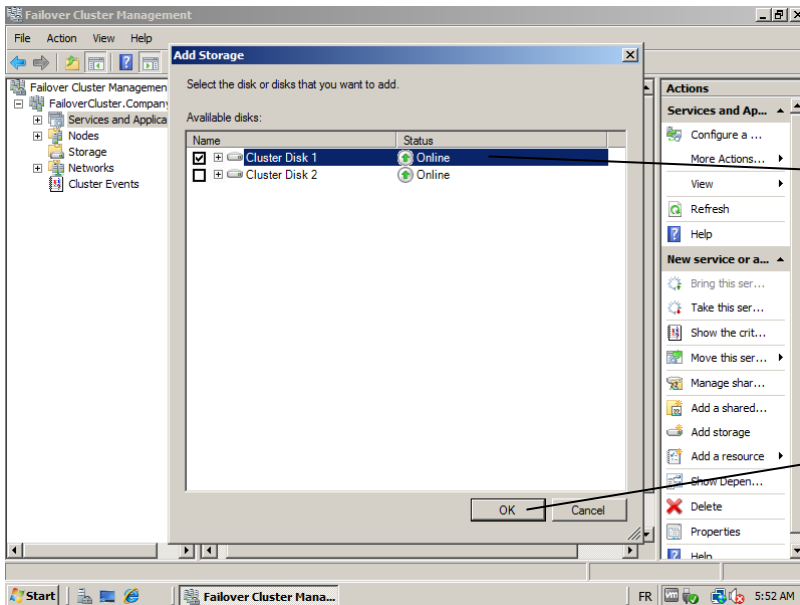 Failover Cluster Management
File Action View Help
Failover Cluster Managemen
FailoverCluster.Company
Services and Applica
Nodes
Storage
Networks
Cluster Events
Add Storage
Select the disk or disks that you want to add.
Available disks:
Name Status
Cluster Disk 1 Online
Cluster Disk 2 Online
OK Cancel
Actions
Services and Ap...
Configure a ...
More Actions...
View
Refresh
Help
New service or a...
Bring this ser...
Take this ser...
Show the crit...
Move this ser...
Manage shar...
Add a shared...
Add storage
Add a resource
Show Depen...
Delete
Properties
Help
Start Failover Cluster Mana... FR 5:52 AM